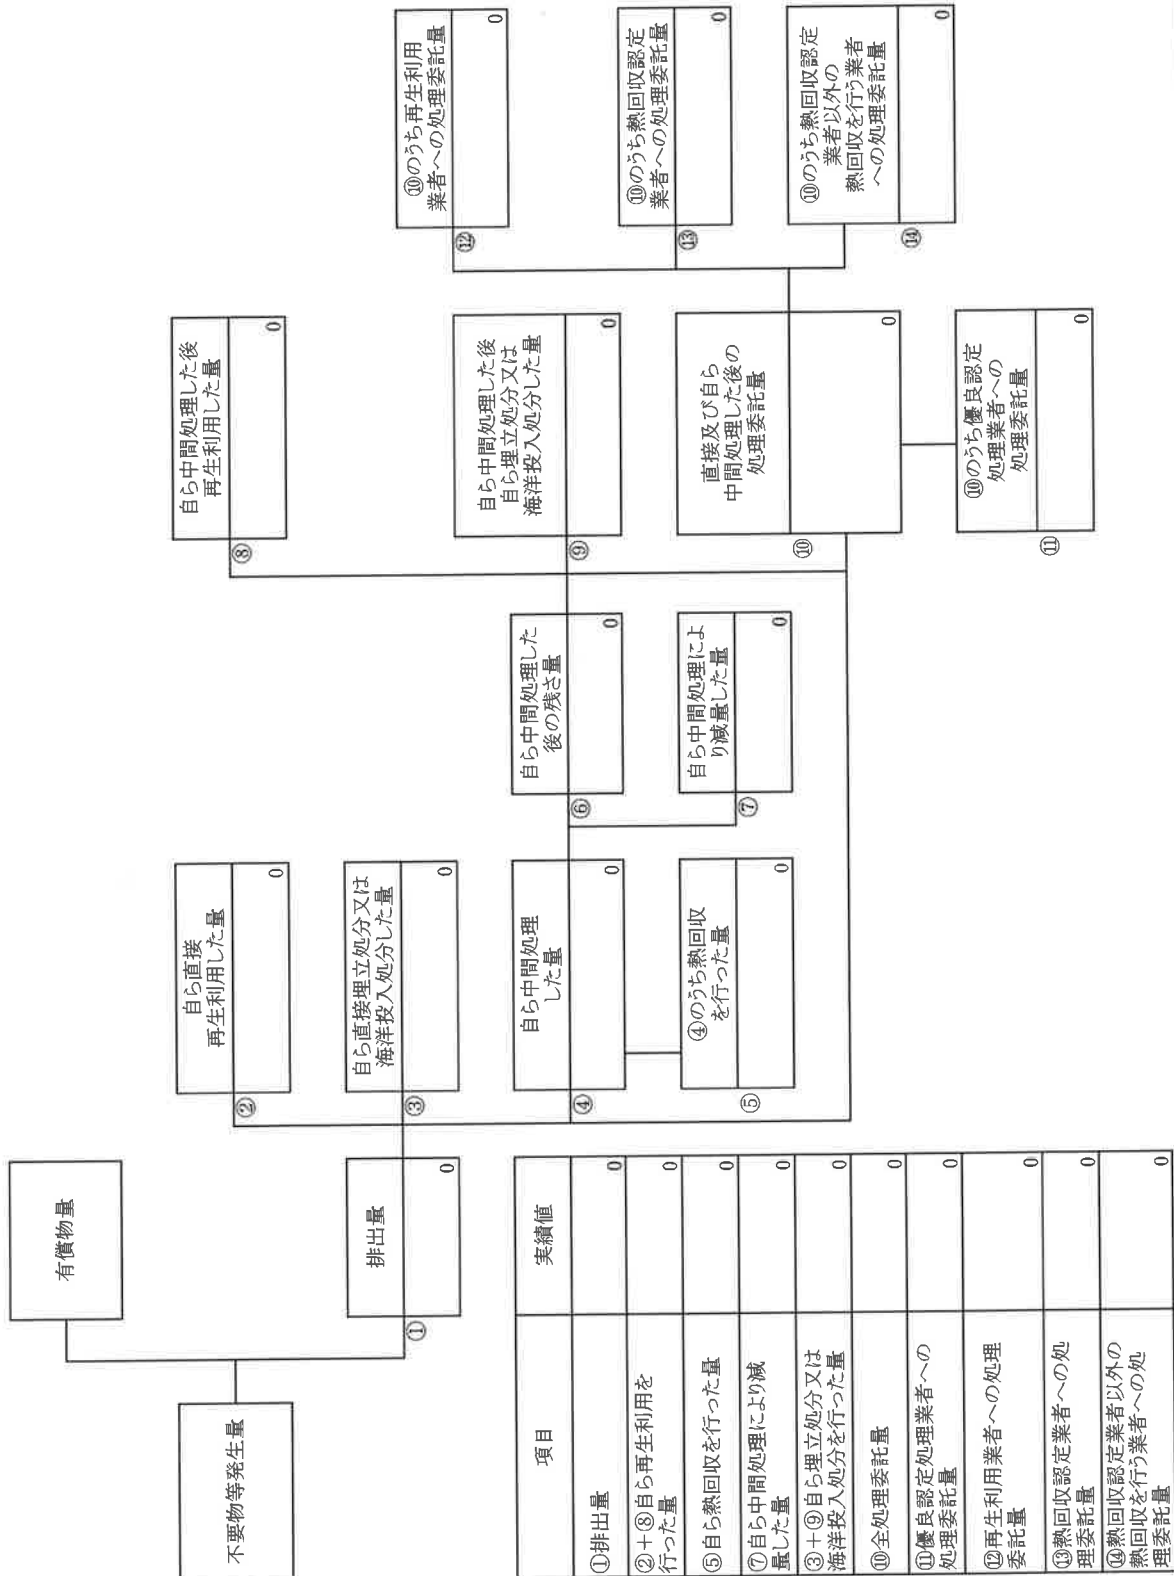 不要物等発生量
有償物量
①
排出量
0
②
自ら直接
再生利用した量
0
③
自ら直接埋立処分又は
海洋投入処分した量
0
④
自ら中間処理
した量
0
⑤
④のうち熱回収
を行った量
0
⑥
自ら中間処理した
後の残さ量
0
⑦
自ら中間処理によ
り減量した量
0
⑧
自ら中間処理した後
再生利用した量
0
⑨
自ら中間処理した後
自ら埋立処分又は
海洋投入処分した量
0
⑩
直接及び自ら
中間処理した後の
処理委託量
0
⑪
⑩のうち優良認定
処理業者への
処理委託量
0
⑫
⑩のうち再生利用
業者への処理委託量
0
⑬
⑩のうち熱回収認定
業者への処理委託量
0
⑭
⑩のうち熱回収認定
業者以外の
熱回収を行う業者
への処理委託量
0
項目 実績値
①排出量 0
②+⑧自ら再生利用を
行った量 0
⑤自ら熱回収を行った量 0
⑦自ら中間処理により減
量した量 0
③+⑨自ら埋立処分又は
海洋投入処分を行った量 0
⑩全処理委託量 0
⑪優良認定処理業者への
処理委託量 0
⑫再生利用業者への処理
委託量 0
⑬熱回収認定業者への処
理委託量 0
⑭熱回収認定業者以外の
熱回収を行う業者への処
理委託量 0